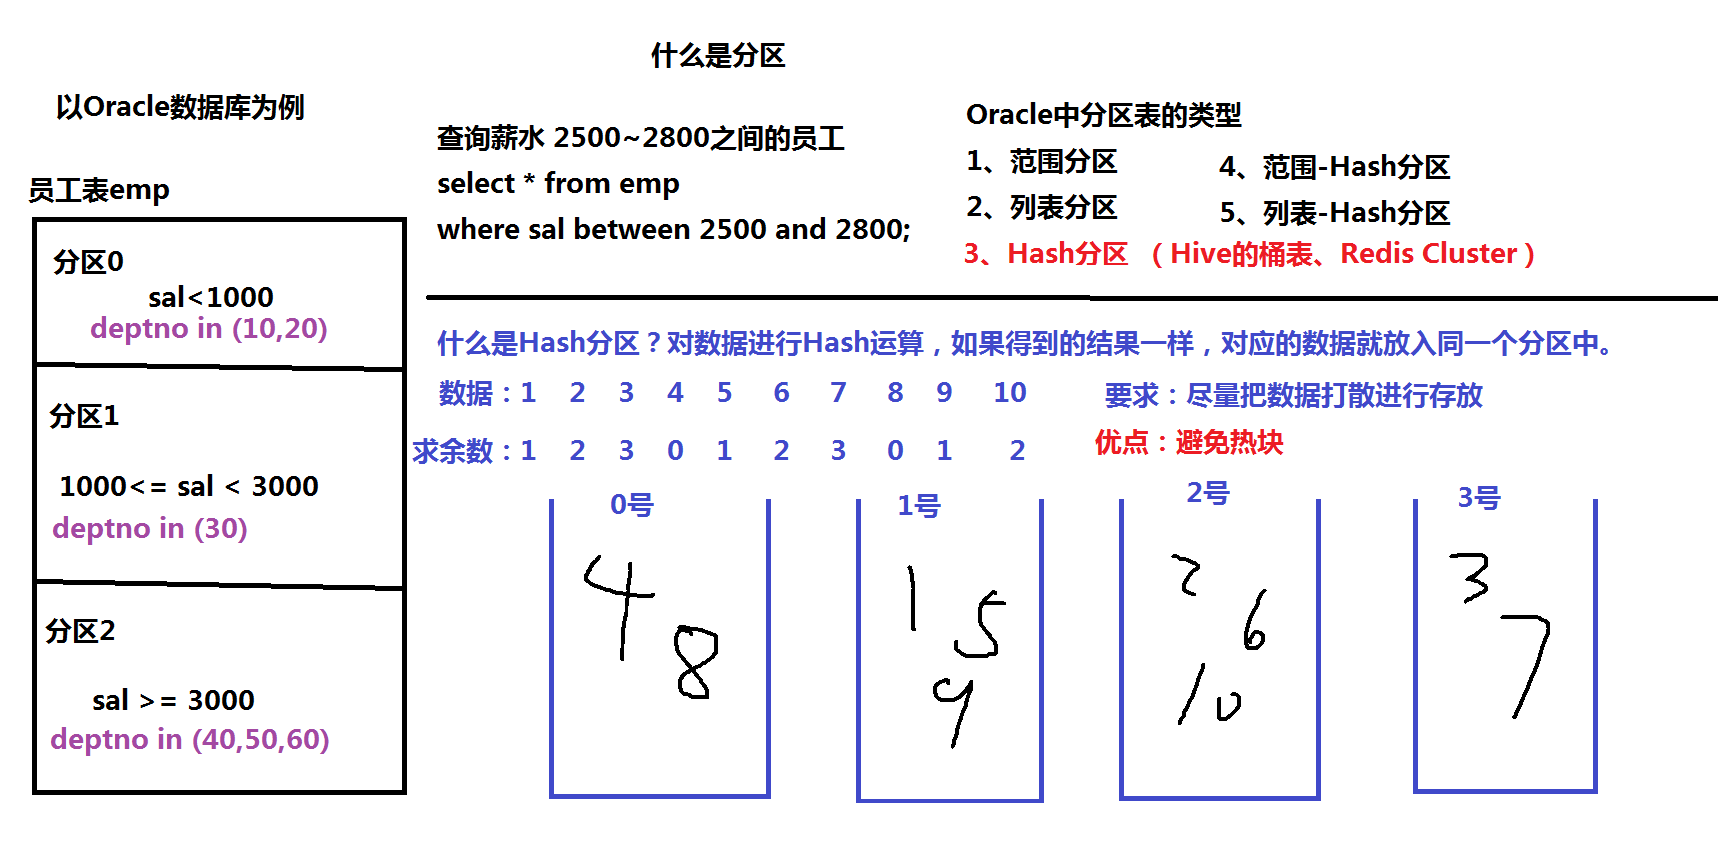 什么是分区
以Oracle数据库为例
员工表emp
分区0
sal<1000
deptno in (10,20)
分区1
1000<= sal < 3000
deptno in (30)
分区2
sal >= 3000
deptno in (40,50,60)
查询薪水 2500~2800之间的员工
select * from emp
where sal between 2500 and 2800;
Oracle中分区表的类型
1、范围分区
2、列表分区
3、Hash分区 （Hive的桶表、Redis Cluster）
4、范围-Hash分区
5、列表-Hash分区
什么是Hash分区？对数据进行Hash运算，如果得到的结果一样，对应的数据就放入同一个分区中。
数据：1 2 3 4 5 6 7 8 9 10
求余数：1 2 3 0 1 2 3 0 1 2
要求：尽量把数据打散进行存放
优点：避免热块
0号
4
8
1号
1
5
9
2号
2
6
10
3号
3
7